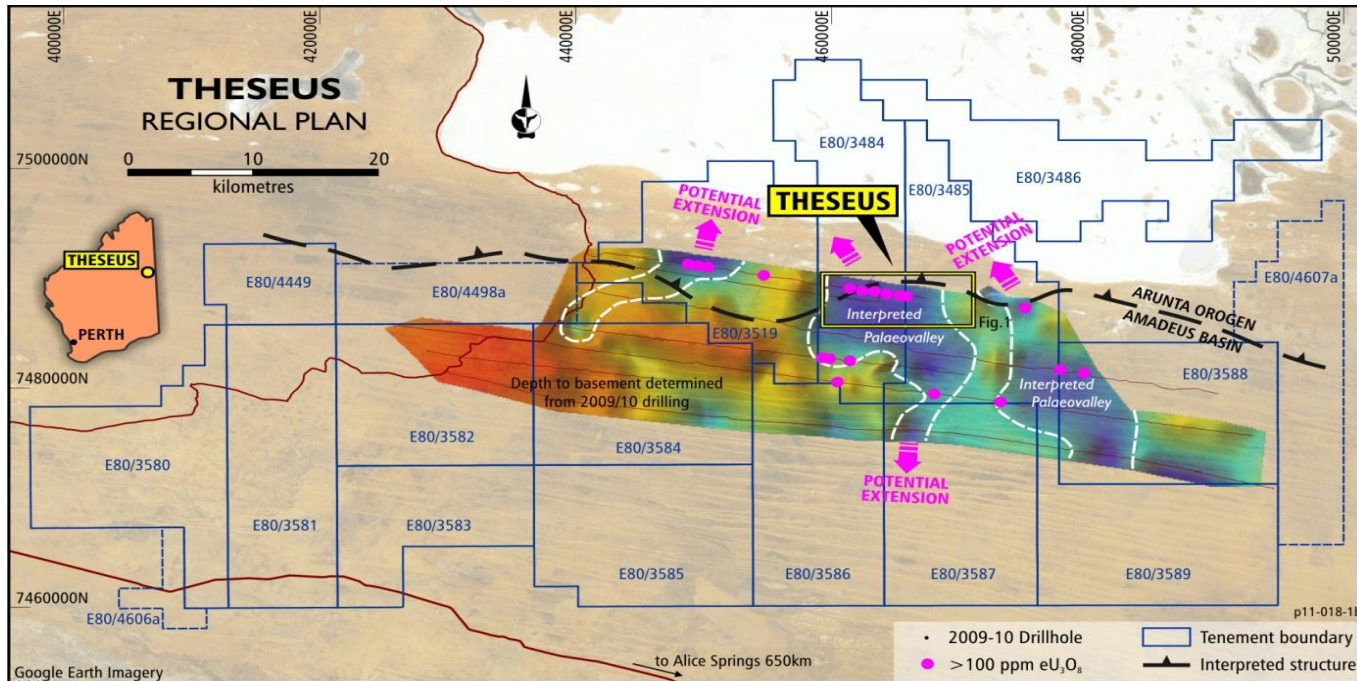 400000E
420000E
440000E
460000E
480000E
500000E
THESEUS
REGIONAL PLAN
0 10 20
kilometres
7500000N
7480000N
7460000N
THESEUS
PERTH
E80/3484
E80/3485
E80/3486
POTENTIAL
EXTENSION
THESEUS
POTENTIAL
EXTENSION
E80/4449
E80/4498a
E80/4607a
ARUNTA OROGEN
AMADEUS BASIN
Fig.1
Interpreted
Palaeovalley
E80/3519
Depth to basement determined
from 2009/10 drilling
Interpreted
Palaeovalley
E80/3588
E80/3580
E80/3582
E80/3584
POTENTIAL
EXTENSION
E80/3581
E80/3583
E80/3585
E80/3586
E80/3587
E80/3589
E80/4606a
p11-018-1b
2009-10 Drillhole
Tenement boundary
>100 ppm eU₃O₈
Interpreted structure
to Alice Springs 650km
Google Earth Imagery